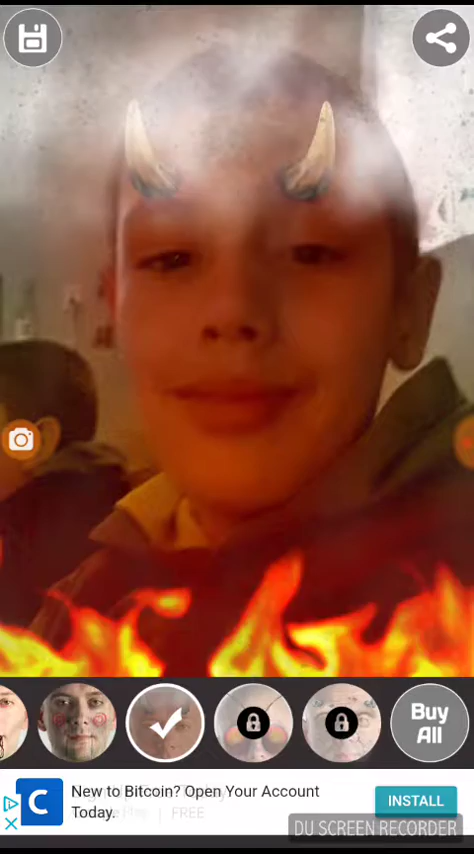 Buy
All
New to Bitcoin? Open Your Account
Today.
FREE
INSTALL
DU SCREEN RECORDER